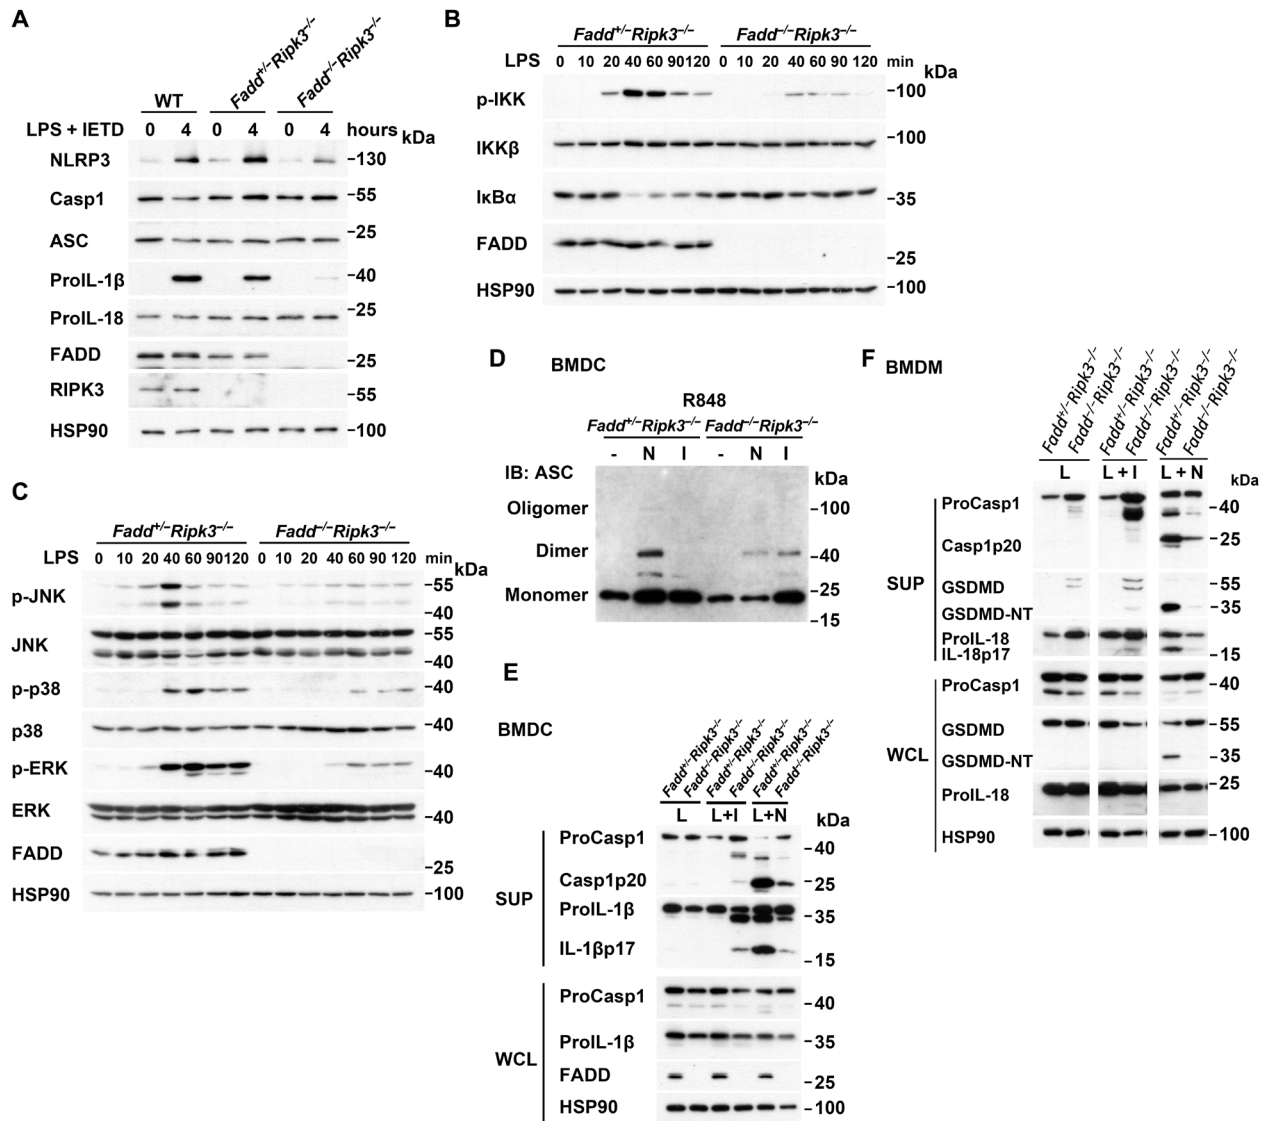 A
WT
Fadd+/–Ripk3–/–
Fadd–/–Ripk3–/–
LPS + IETD 0 4 0 4 0 4 hours kDa
NLRP3 –130
Casp1 –55
ASC –25
ProIL-1β –40
ProIL-18 –25
FADD –25
RIPK3 –55
HSP90 –100
B
Fadd+/–Ripk3–/– Fadd–/–Ripk3–/–
LPS 0 10 20 40 60 90 120 0 10 20 40 60 90 120 min
kDa
p-IKK –100
IKKβ –100
IκBα –35
FADD –25
HSP90 –100
C
Fadd+/–Ripk3–/– Fadd–/–Ripk3–/–
LPS 0 10 20 40 60 90 120 0 10 20 40 60 90 120 min
kDa
p-JNK –55
–40
JNK –55
–40
p-p38 –40
p38 –40
p-ERK –40
ERK –40
FADD –25
HSP90 –100
D
BMDC
R848
Fadd+/–Ripk3–/– Fadd–/–Ripk3–/–
- N I - N I
IB: ASC kDa
Oligomer –100
Dimer –40
Monomer –25
–15
E
BMDC
Fadd+/–Ripk3–/– Fadd–/–Ripk3–/– Fadd+/–Ripk3–/– Fadd–/–Ripk3–/– Fadd+/–Ripk3–/– Fadd–/–Ripk3–/–
L L+I L+N kDa
SUP
ProCasp1 –40
Casp1p20 –25
ProIL-1β –35
IL-1βp17 –15
WCL
ProCasp1 –40
ProIL-1β –35
FADD –25
HSP90 –100
F
BMDM
Fadd+/–Ripk3–/– Fadd–/–Ripk3–/– Fadd+/–Ripk3–/– Fadd–/–Ripk3–/– Fadd+/–Ripk3–/– Fadd–/–Ripk3–/–
L L + I L + N kDa
SUP
ProCasp1 –40
Casp1p20 –25
GSDMD –55
GSDMD-NT –35
ProIL-18
IL-18p17 –15
WCL
ProCasp1 –40
GSDMD –55
GSDMD-NT –35
ProIL-18 –25
HSP90 –100